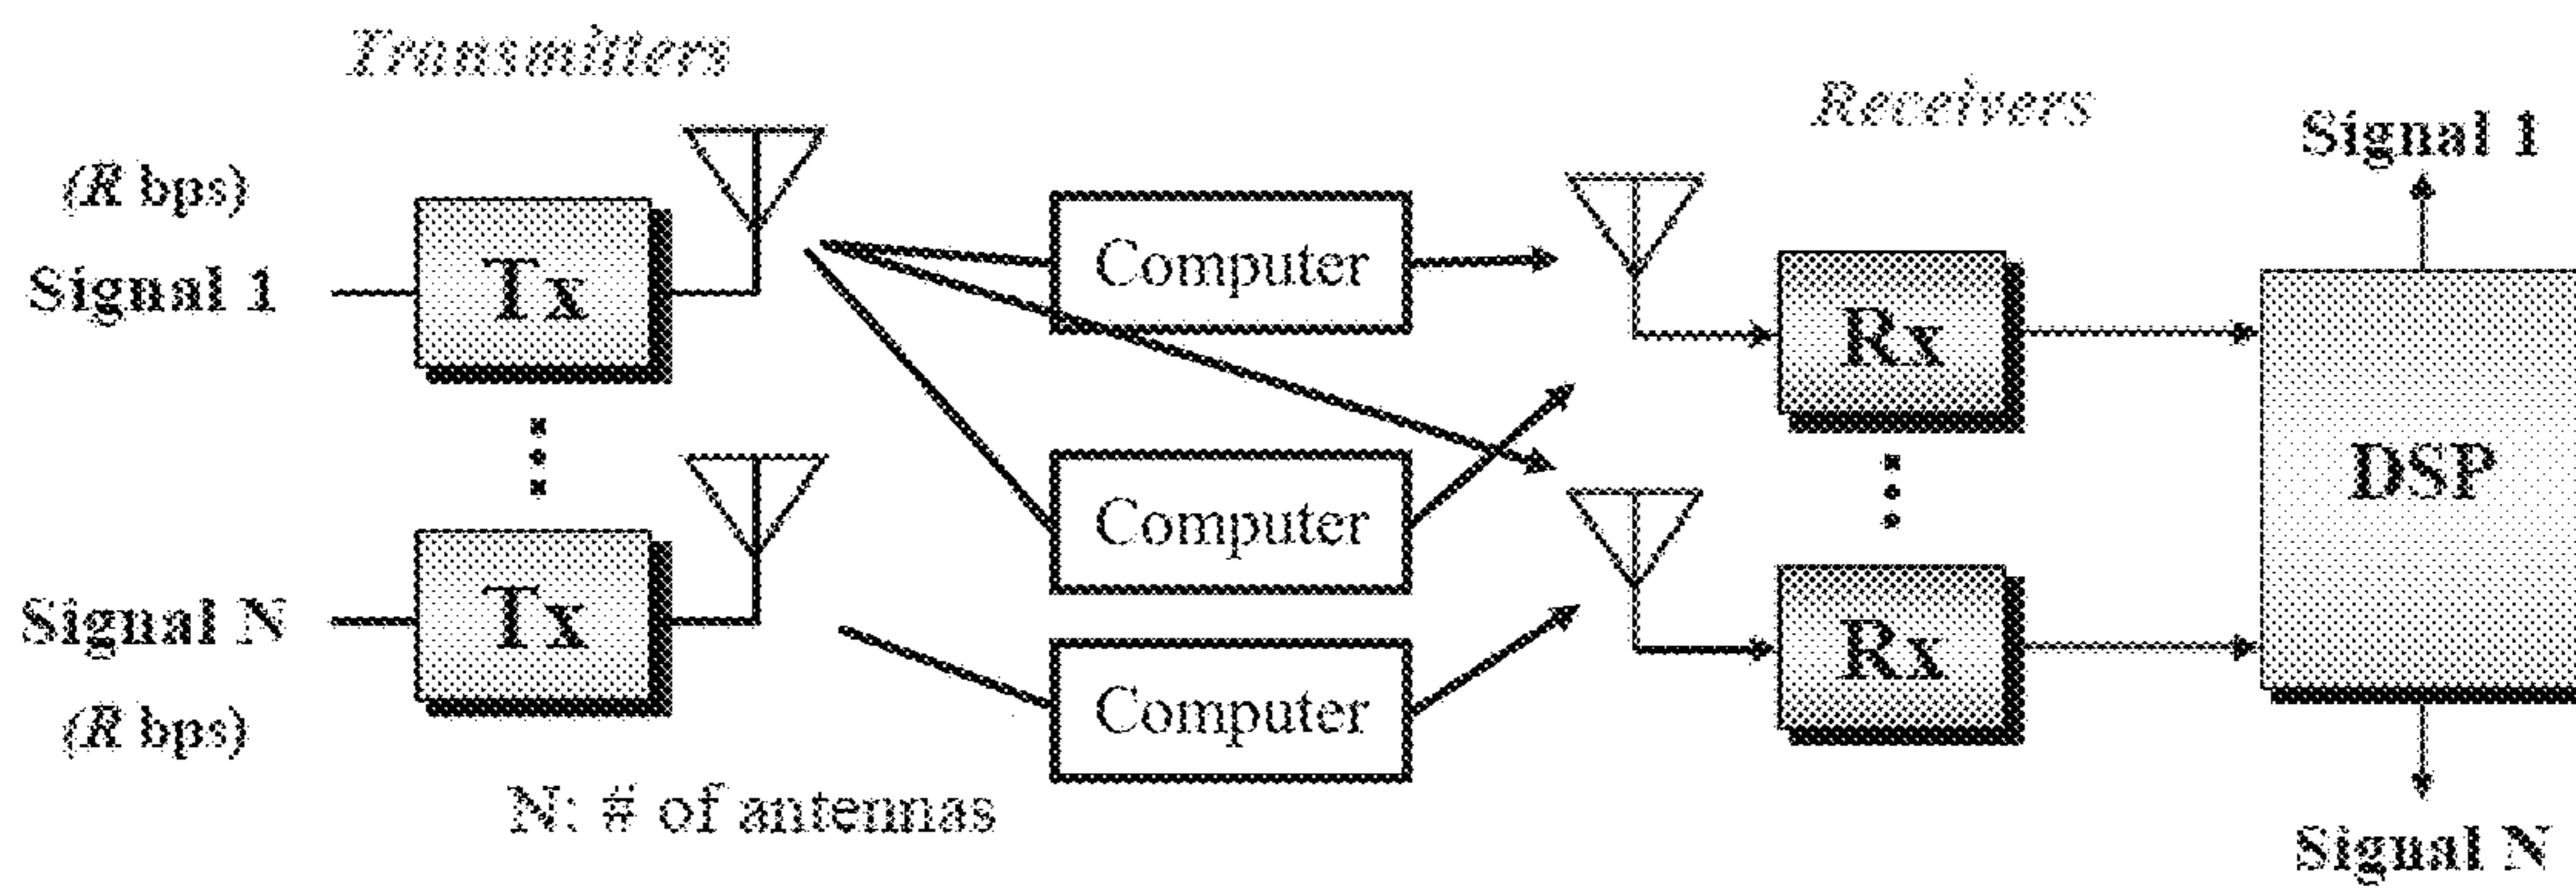 Transmitters
Receivers
Signal 1
(R bps)
Signal 1
Tx
Computer
Rx
DSP
Computer
Signal N
Tx
Computer
Rx
(R bps)
N: # of antennas
Signal N